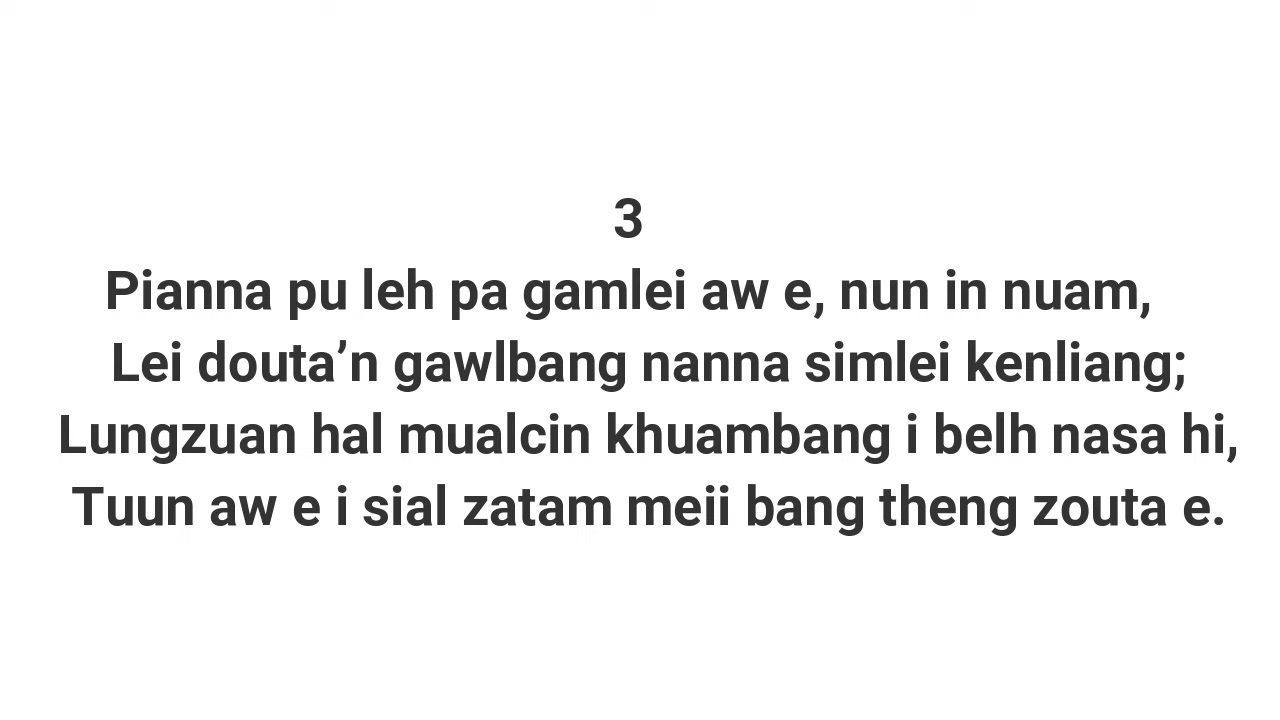 3
Pianna pu leh pa gamlei aw e, nun in nuam,
Lei douta’n gawlbang nanna simlei kenliang;
Lungzuan hal mualcin khuambang i belh nasa hi,
Tuun aw e i sial zatam meii bang theng zouta e.